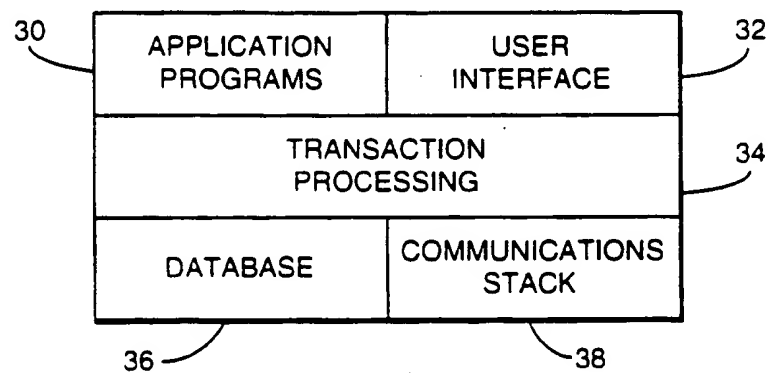 30
APPLICATION
PROGRAMS
USER
INTERFACE
32
TRANSACTION
PROCESSING
34
DATABASE
COMMUNICATIONS
STACK
36
38